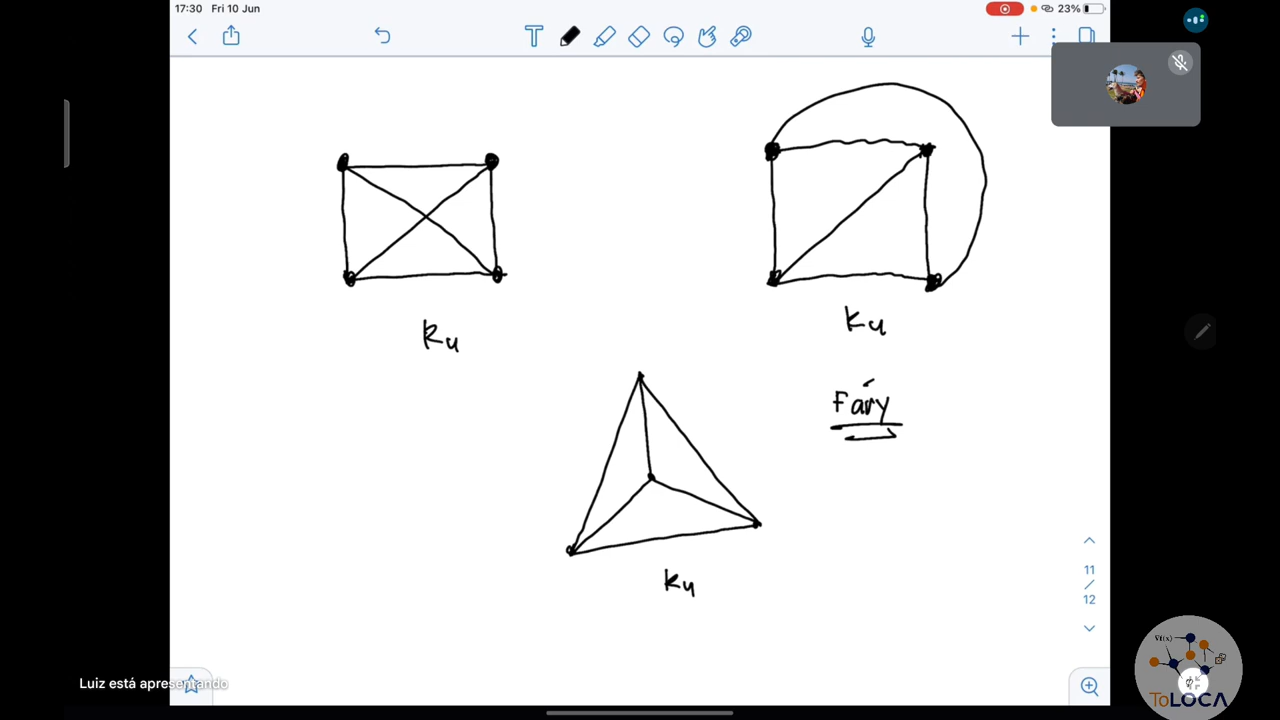 17:30 Fri 10 Jun
23%
K4
K4
Fáry
K4
11
/
12
Luiz está apresentando
∇f(x)
ToLOCA